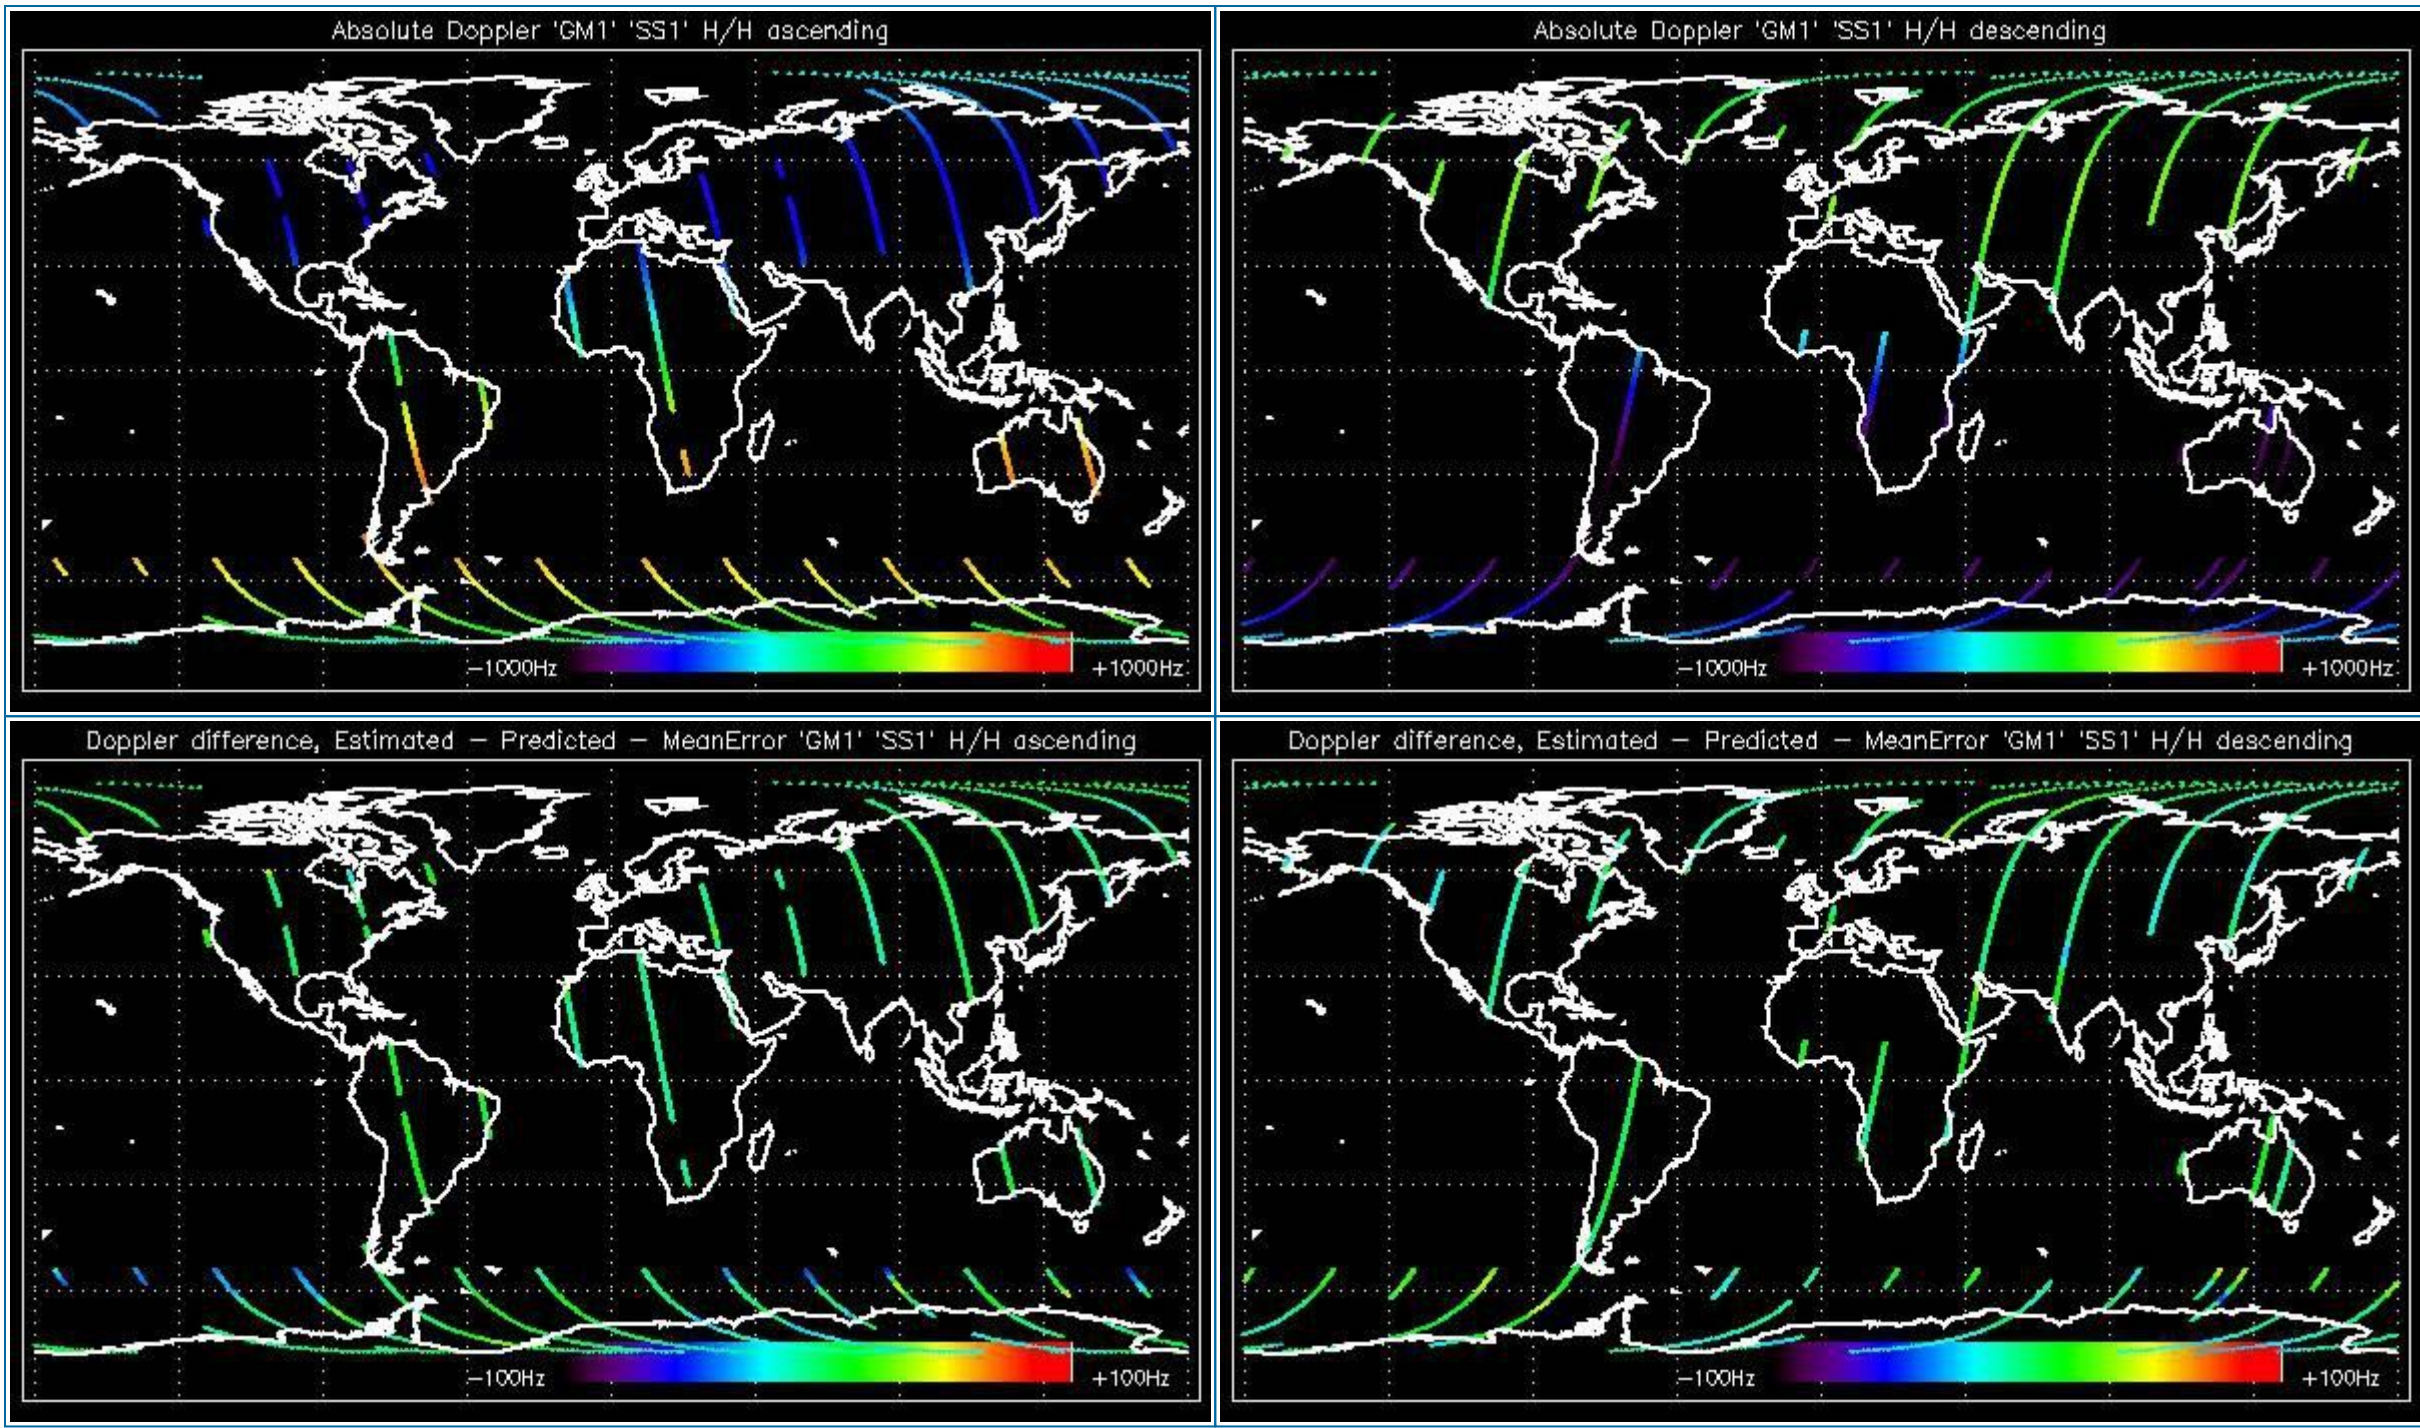 Absolute Doppler 'GM1' 'SS1' H/H ascending
-1000Hz
+1000Hz
Absolute Doppler 'GM1' 'SS1' H/H descending
-1000Hz
+1000Hz
Doppler difference, Estimated - Predicted - MeanError 'GM1' 'SS1' H/H ascending
-100Hz
+100Hz
Doppler difference, Estimated - Predicted - MeanError 'GM1' 'SS1' H/H descending
-100Hz
+100Hz